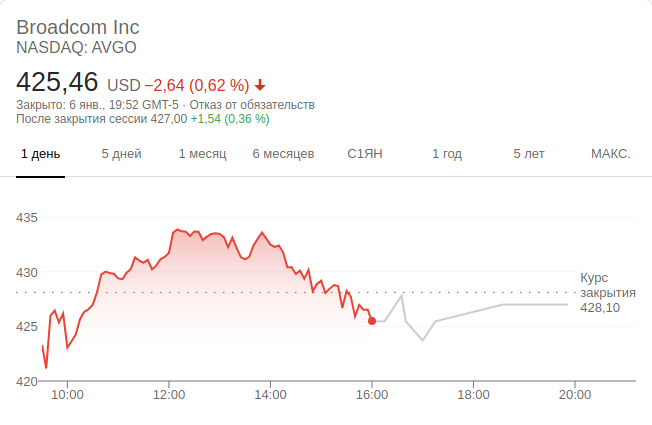 Broadcom Inc
NASDAQ: AVGO
425,46 USD −2,64 (0,62 %)
Закрыто: 6 янв., 19:52 GMT-5 · Отказ от обязательств
После закрытия сессии 427,00 +1,54 (0,36 %)
1 день 5 дней 1 месяц 6 месяцев С1ЯН 1 год 5 лет МАКС.
435
430
425
420
Курс
закрытия
428,10
10:00 12:00 14:00 16:00 18:00 20:00